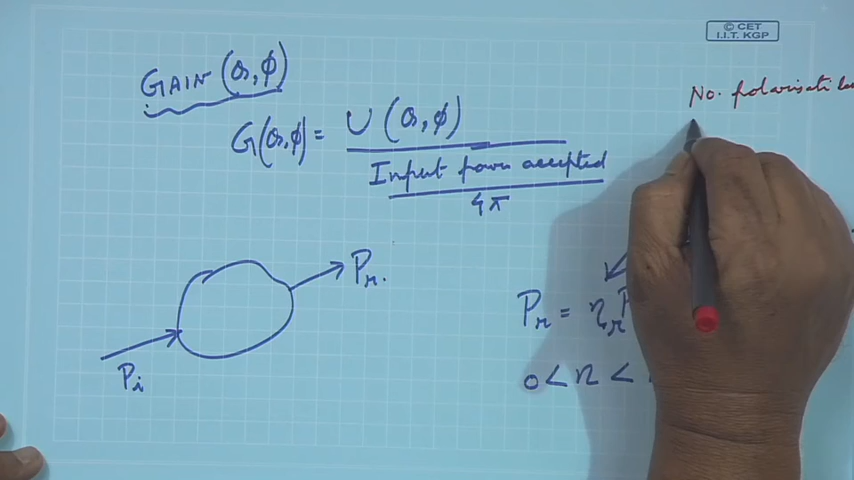 © CET
I.I.T. KGP
GAIN (θ, φ)
No. polarisati
G(θ, φ) = U (θ, φ)
Input power accepted
4π
Pr.
Pi
Pr = ηr P
0 < η <